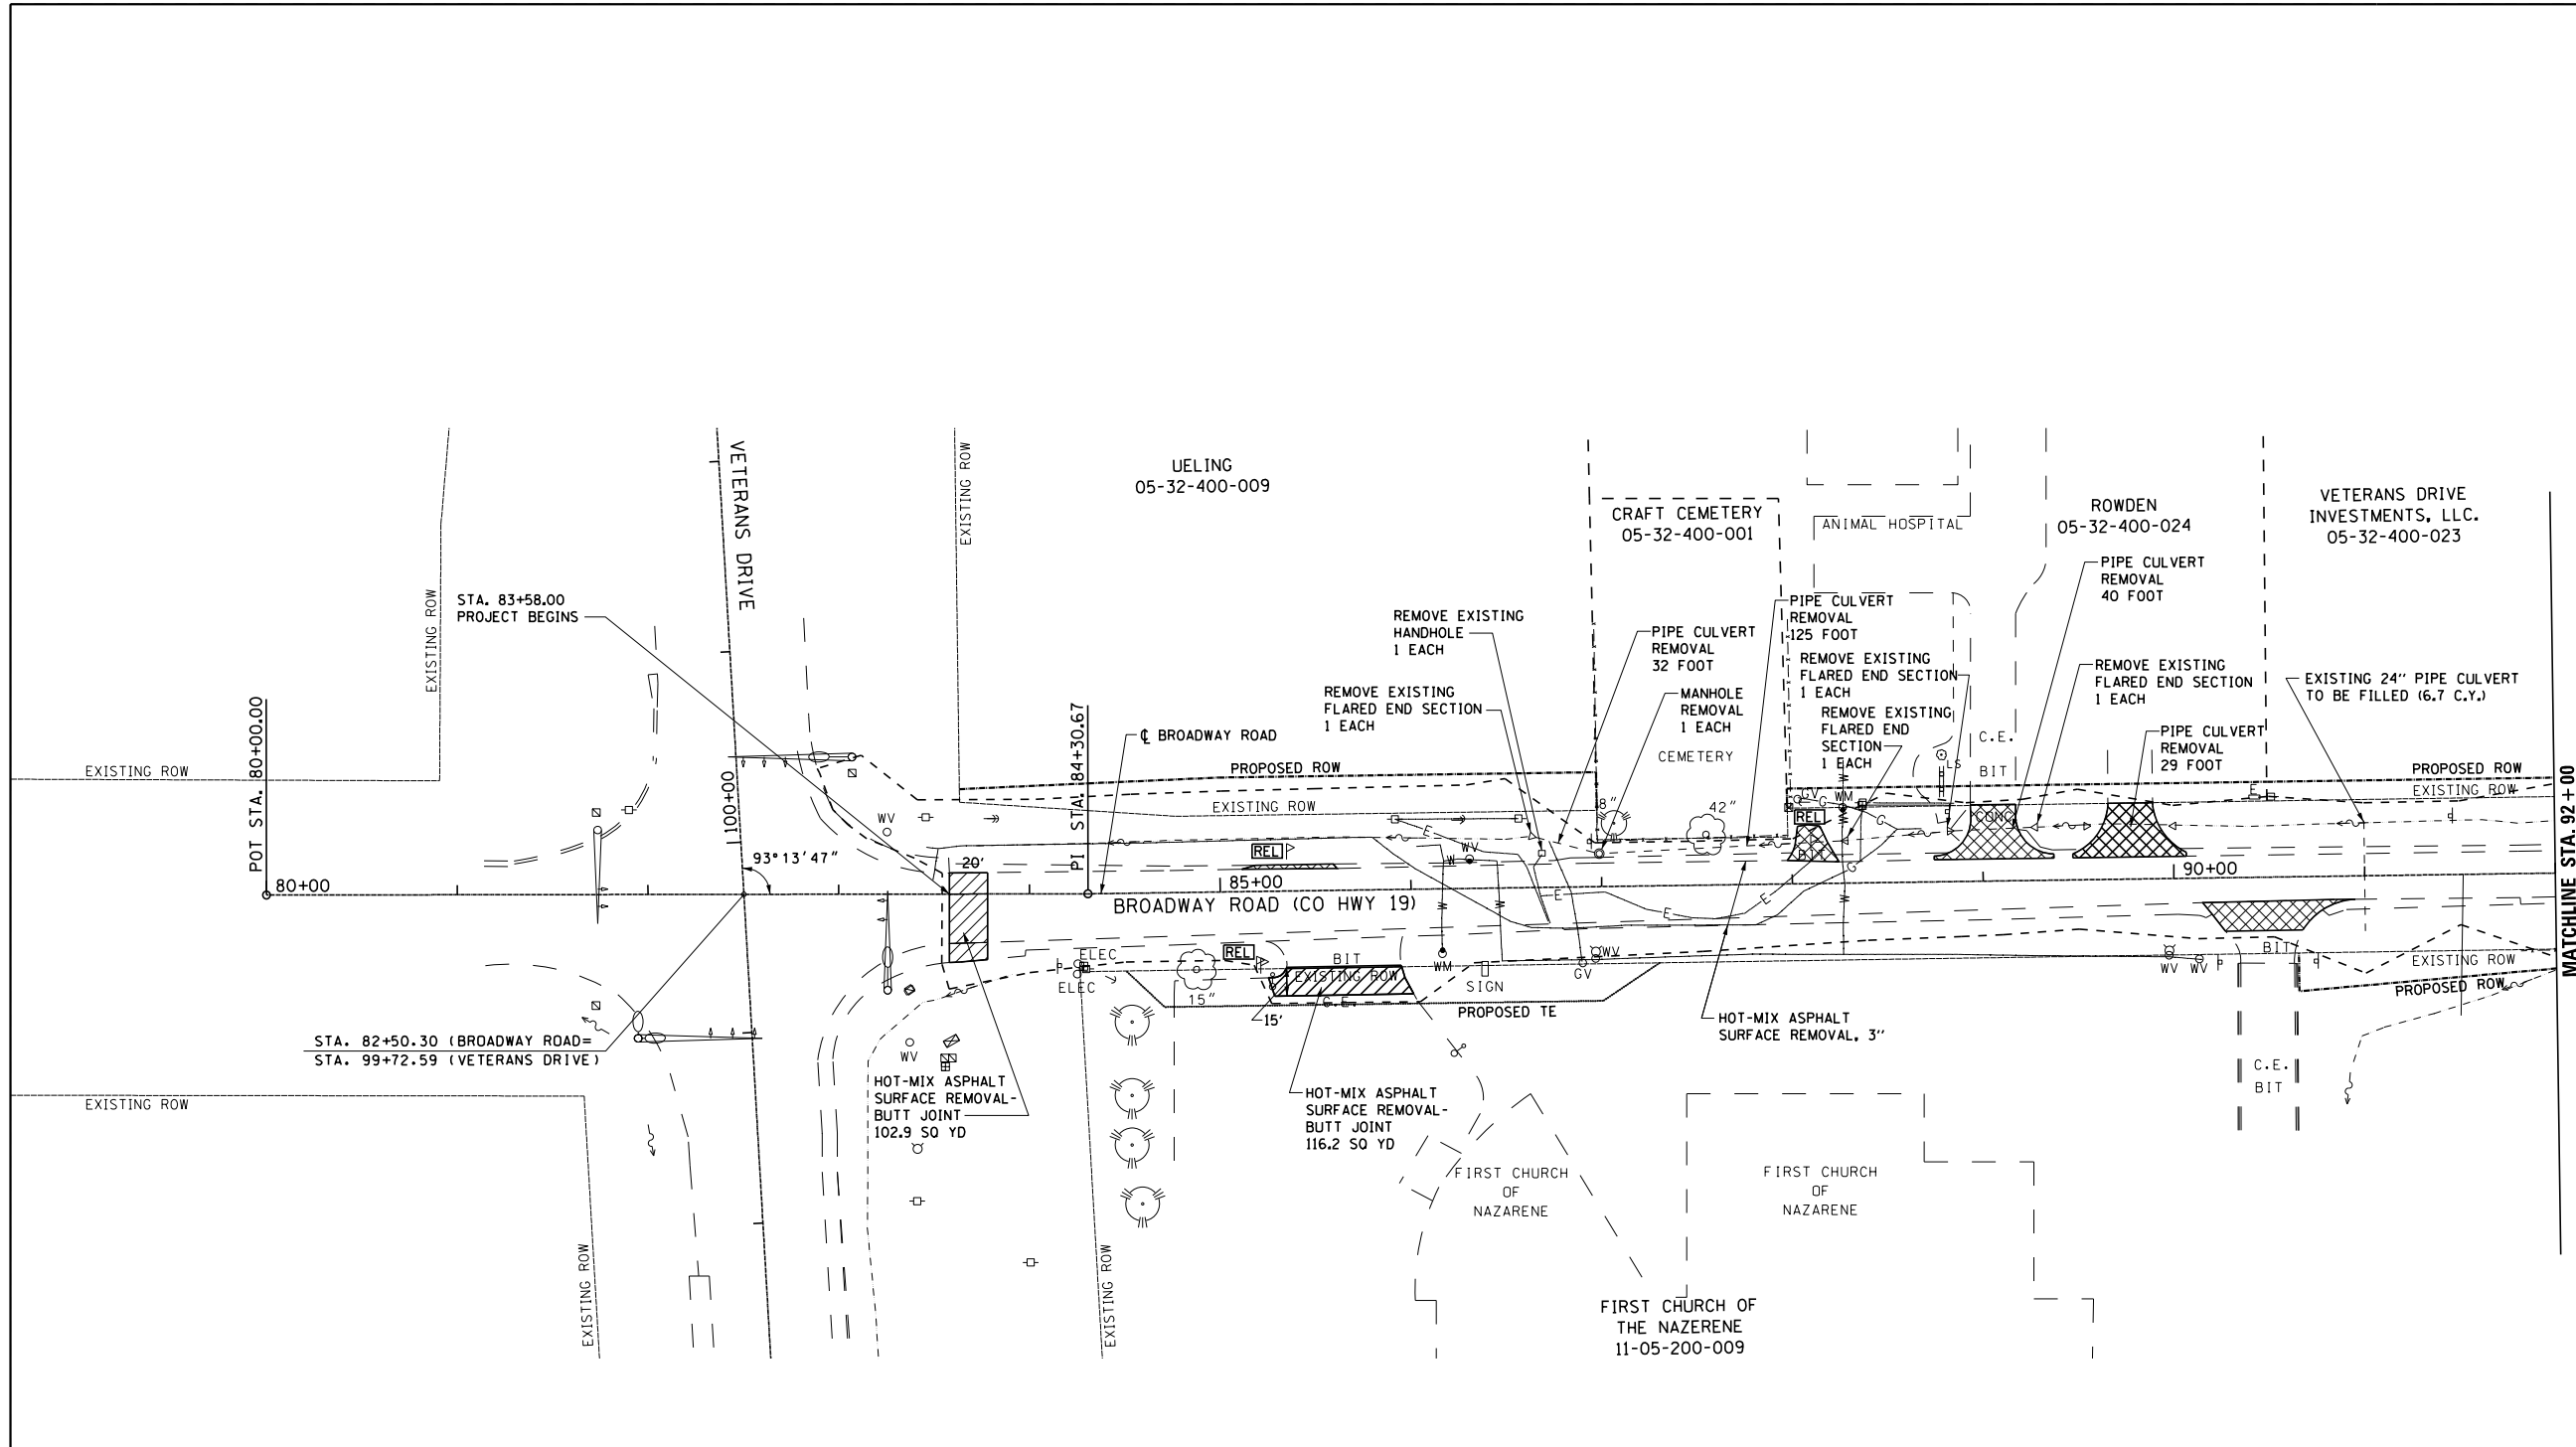 UELING
05-32-400-009
CRAFT CEMETERY
05-32-400-001
ANIMAL HOSPITAL
ROWDEN
05-32-400-024
VETERANS DRIVE
INVESTMENTS, LLC.
05-32-400-023
VETERANS DRIVE
EXISTING ROW
EXISTING ROW
STA. 83+58.00
PROJECT BEGINS
REMOVE EXISTING
HANDHOLE
1 EACH
REMOVE EXISTING
FLARED END SECTION
1 EACH
PIPE CULVERT
REMOVAL
32 FOOT
MANHOLE
REMOVAL
1 EACH
CEMETERY
PIPE CULVERT
REMOVAL
125 FOOT
REMOVE EXISTING
FLARED END SECTION
1 EACH
REMOVE EXISTING
FLARED END
SECTION
1 EACH
PIPE CULVERT
REMOVAL
40 FOOT
REMOVE EXISTING
FLARED END SECTION
1 EACH
PIPE CULVERT
REMOVAL
29 FOOT
EXISTING 24" PIPE CULVERT
TO BE FILLED (6.7 C.Y.)
C.E.
BIT
LS
POT STA. 80+00.00
100+00
PI STA. 84+30.67
℄ BROADWAY ROAD
EXISTING ROW
PROPOSED ROW
EXISTING ROW
PROPOSED ROW
EXISTING ROW
MATCHLINE STA. 92+00
WV
8"
42"
GV
G
WM
REL
E
CONC
G
BIT
G
REL
E
W
WV
93°13'47"
20'
80+00
85+00
90+00
BROADWAY ROAD (CO HWY 19)
E
E
E
ELEC
ELEC
15"
REL
BIT
EXISTING ROW
C.E.
15'
WM
SIGN
GV
WV
PROPOSED TE
WV
WV
BIT
EXISTING ROW
PROPOSED ROW
STA. 82+50.30 (BROADWAY ROAD=
STA. 99+72.59 (VETERANS DRIVE)
WV
HOT-MIX ASPHALT
SURFACE REMOVAL-
BUTT JOINT
102.9 SQ YD
HOT-MIX ASPHALT
SURFACE REMOVAL-
BUTT JOINT
116.2 SQ YD
HOT-MIX ASPHALT
SURFACE REMOVAL, 3"
C.E.
BIT
EXISTING ROW
EXISTING ROW
EXISTING ROW
FIRST CHURCH
OF
NAZARENE
FIRST CHURCH
OF
NAZARENE
FIRST CHURCH OF
THE NAZERENE
11-05-200-009